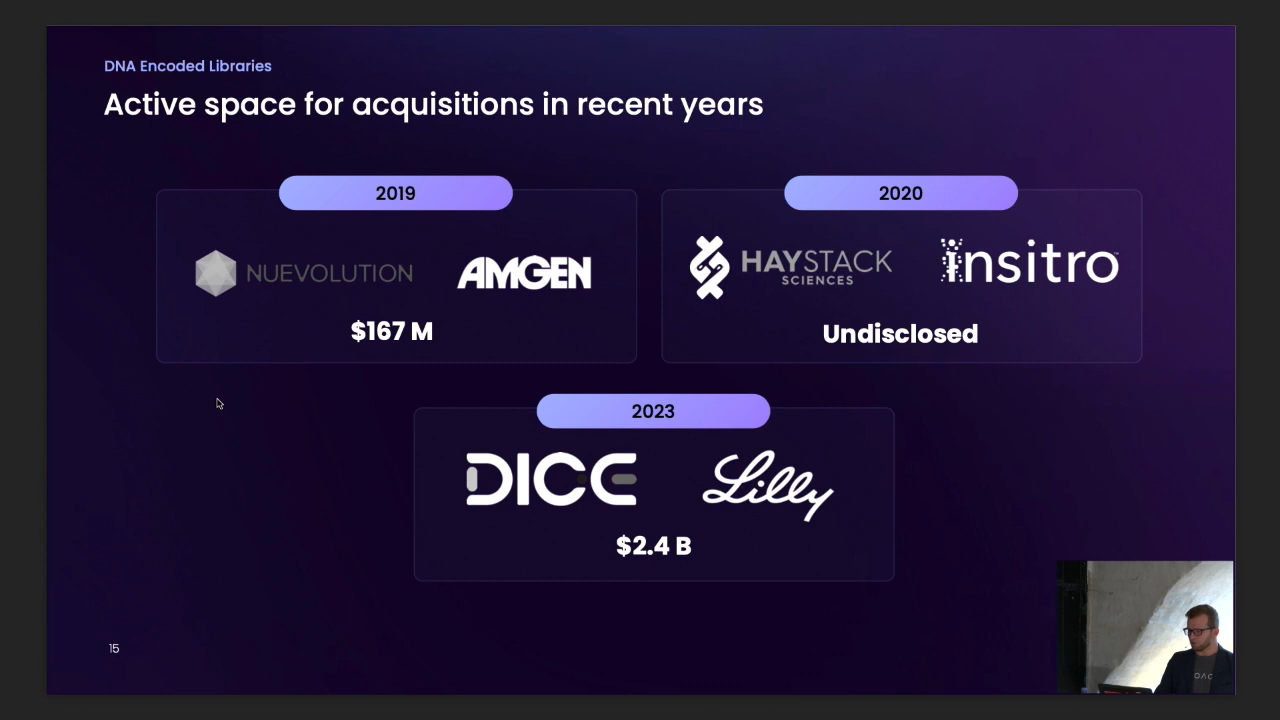 DNA Encoded Libraries
Active space for acquisitions in recent years
2019
NUEVOLUTION
AMGEN
$167 M
2020
HAYSTACK
SCIENCES
insitro
Undisclosed
2023
DICE
Lilly
$2.4 B
15